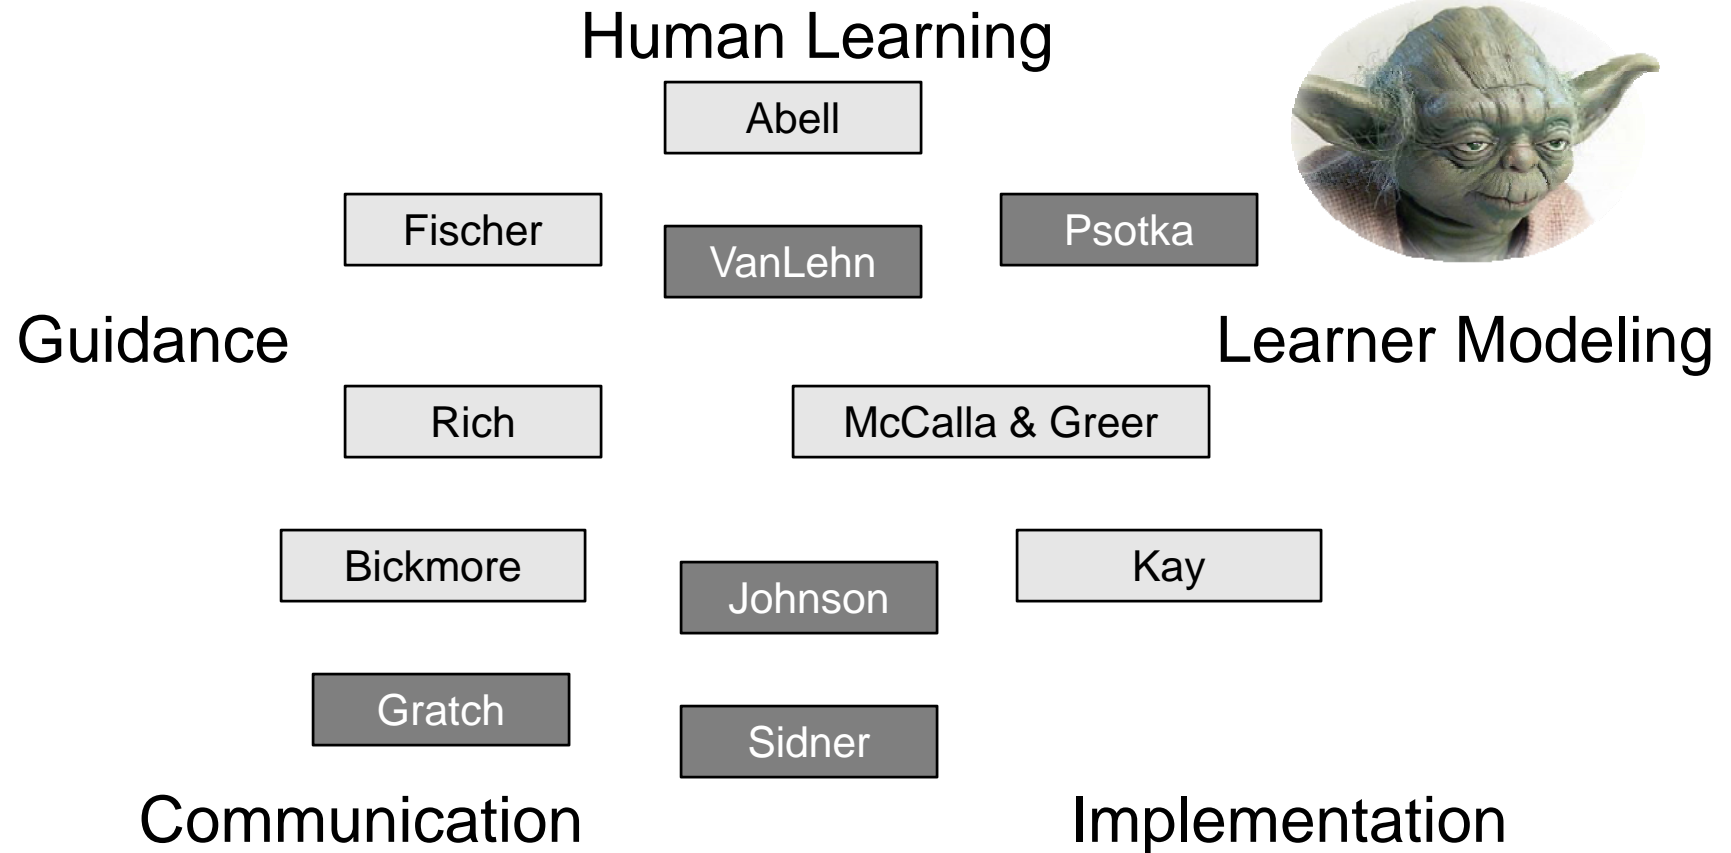 Human Learning
Abell
Fischer
VanLehn
Psotka
Guidance
Learner Modeling
Rich
McCalla & Greer
Bickmore
Johnson
Kay
Gratch
Sidner
Communication
Implementation